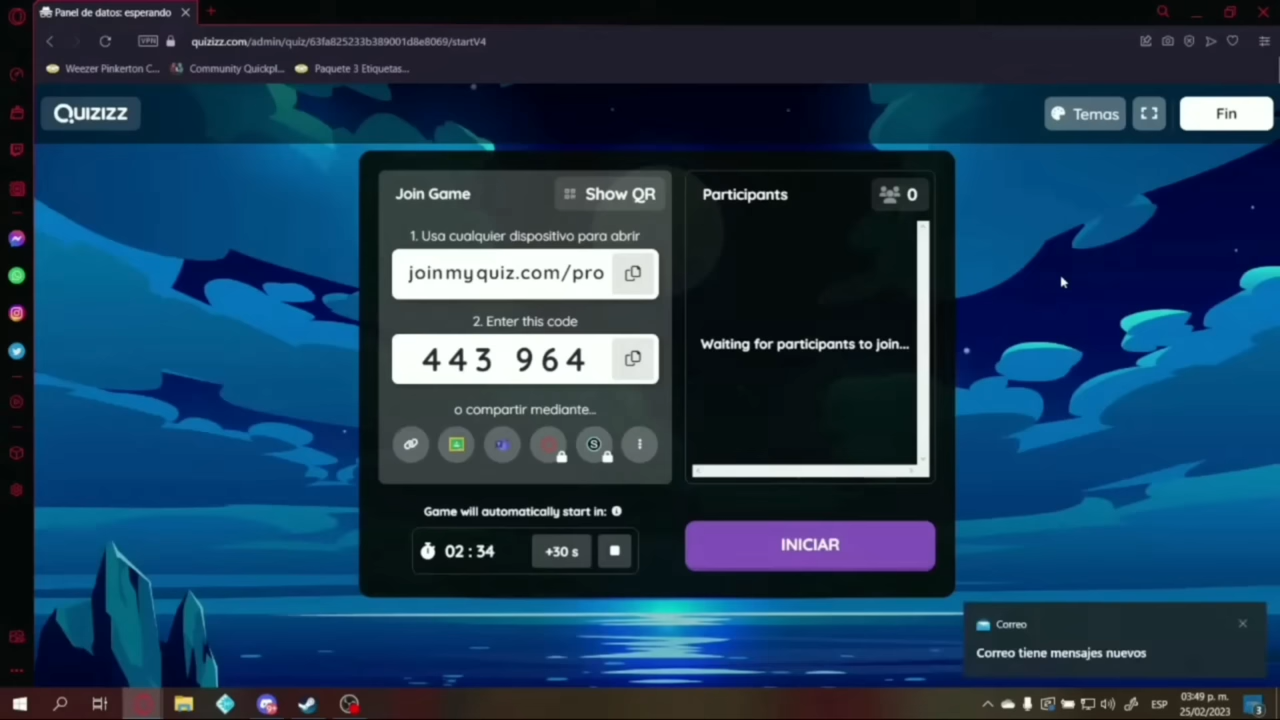 Panel de datos: esperando
VPN
quizizz.com/admin/quiz/63fa825233b389001d8e8069/startV4
Weezer Pinkerton C...
Community Quickpl...
Paquete 3 Etiquetas...
Quizizz
Temas
Fin
Join Game
Show QR
1. Usa cualquier dispositivo para abrir
joinmyquiz.com/pro
2. Enter this code
443 964
o compartir mediante...
S
Game will automatically start in:
02 : 34
+30 s
Participants
0
Waiting for participants to join...
INICIAR
Correo
Correo tiene mensajes nuevos
ESP
03:49 p. m.
25/02/2023
3